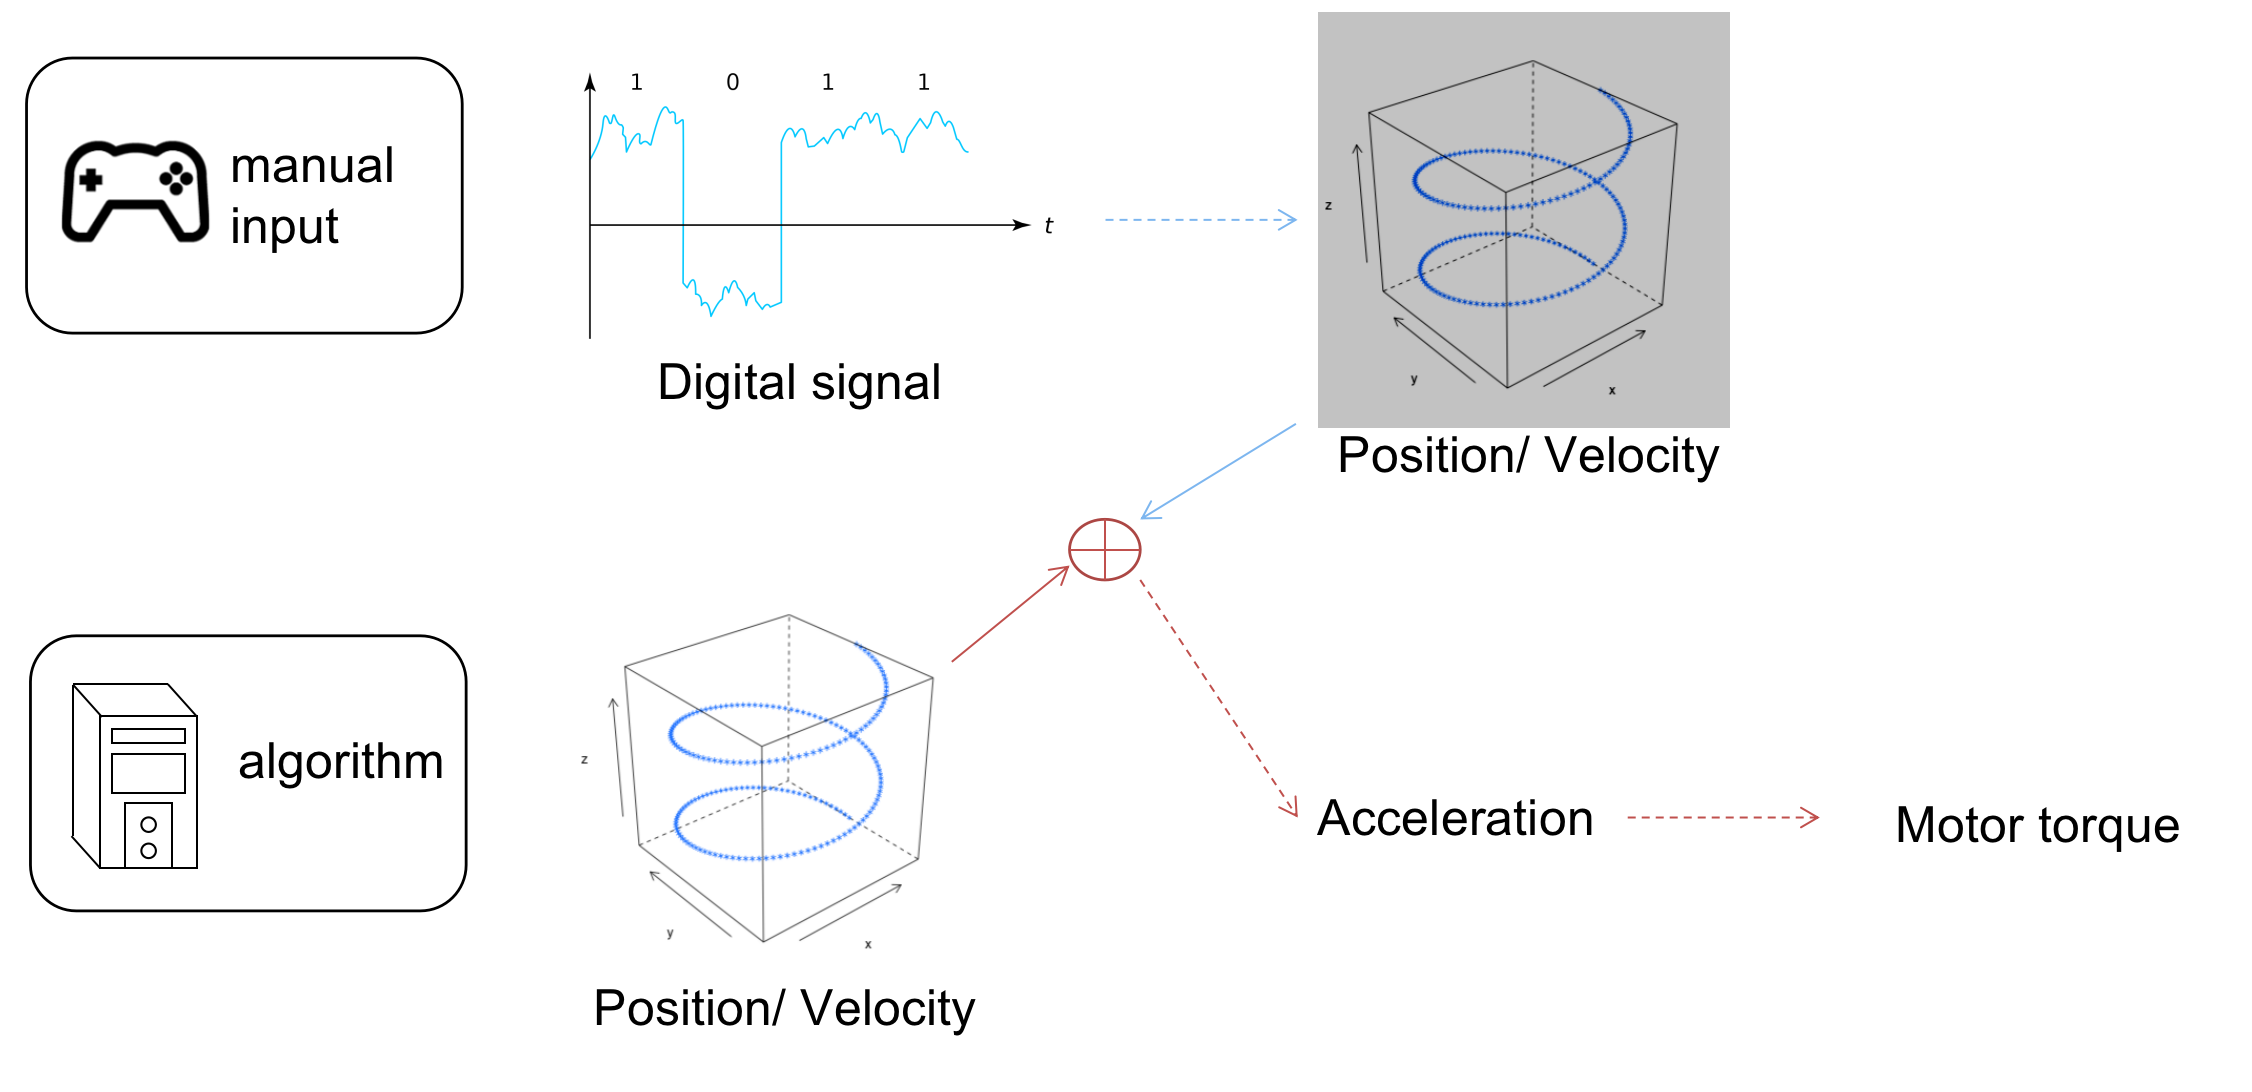 1 0 1 1
manual
input
t
Digital signal
z
y
x
Position/ Velocity
algorithm
z
y
x
Position/ Velocity
Acceleration
Motor torque